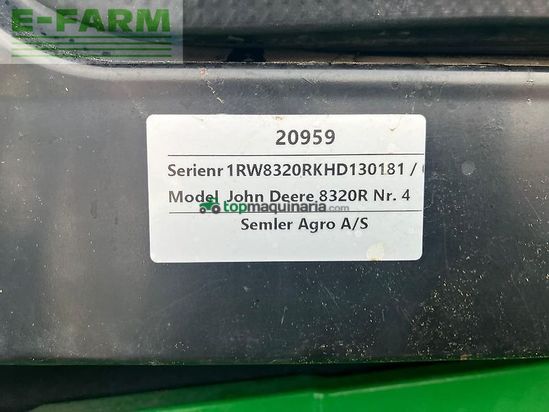 E-FARM
20959
Serienr 1RW8320RKHD130181 /
Model John Deere 8320R Nr. 4
topmaquinaria.com
Semler Agro A/S